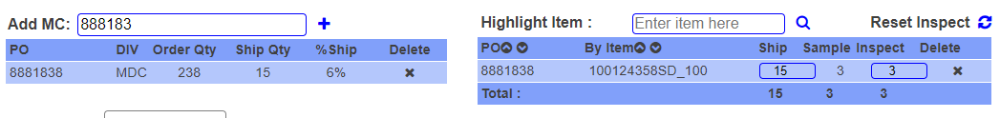 Add MC: 888183
PO DIV Order Qty Ship Qty %Ship Delete
8881838 MDC 238 15 6% ✖
Highlight Item : Enter item here Reset Inspect
PO By Item Ship Sample Inspect Delete
8881838 100124358SD_100 15 3 3 ✖
Total : 15 3 3